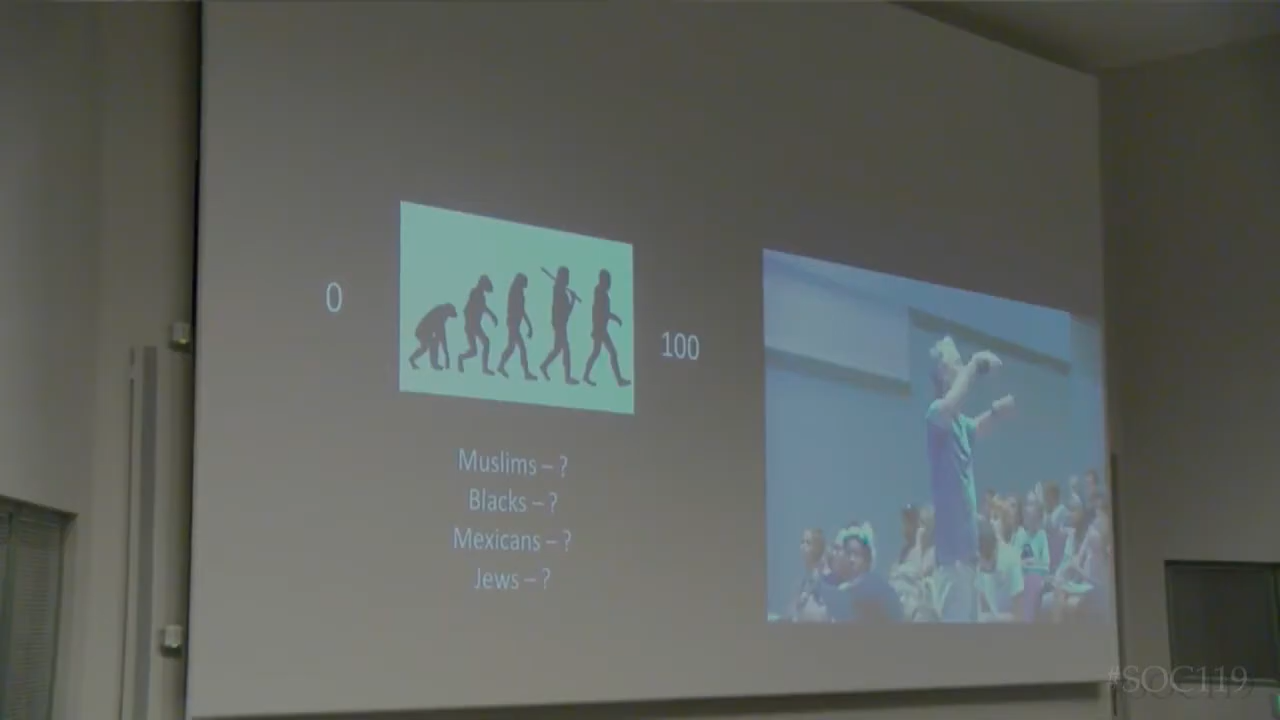 0
100
Muslims – ?
Blacks – ?
Mexicans – ?
Jews – ?
#SOC119